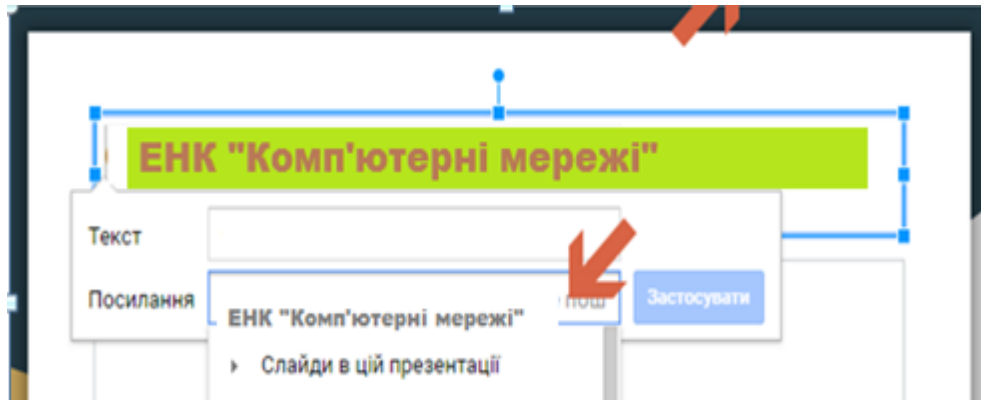 ЕНК "Комп'ютерні мережі"
Текст
Посилання
Застосувати
ЕНК "Комп'ютерні мережі"
Слайди в цій презентації